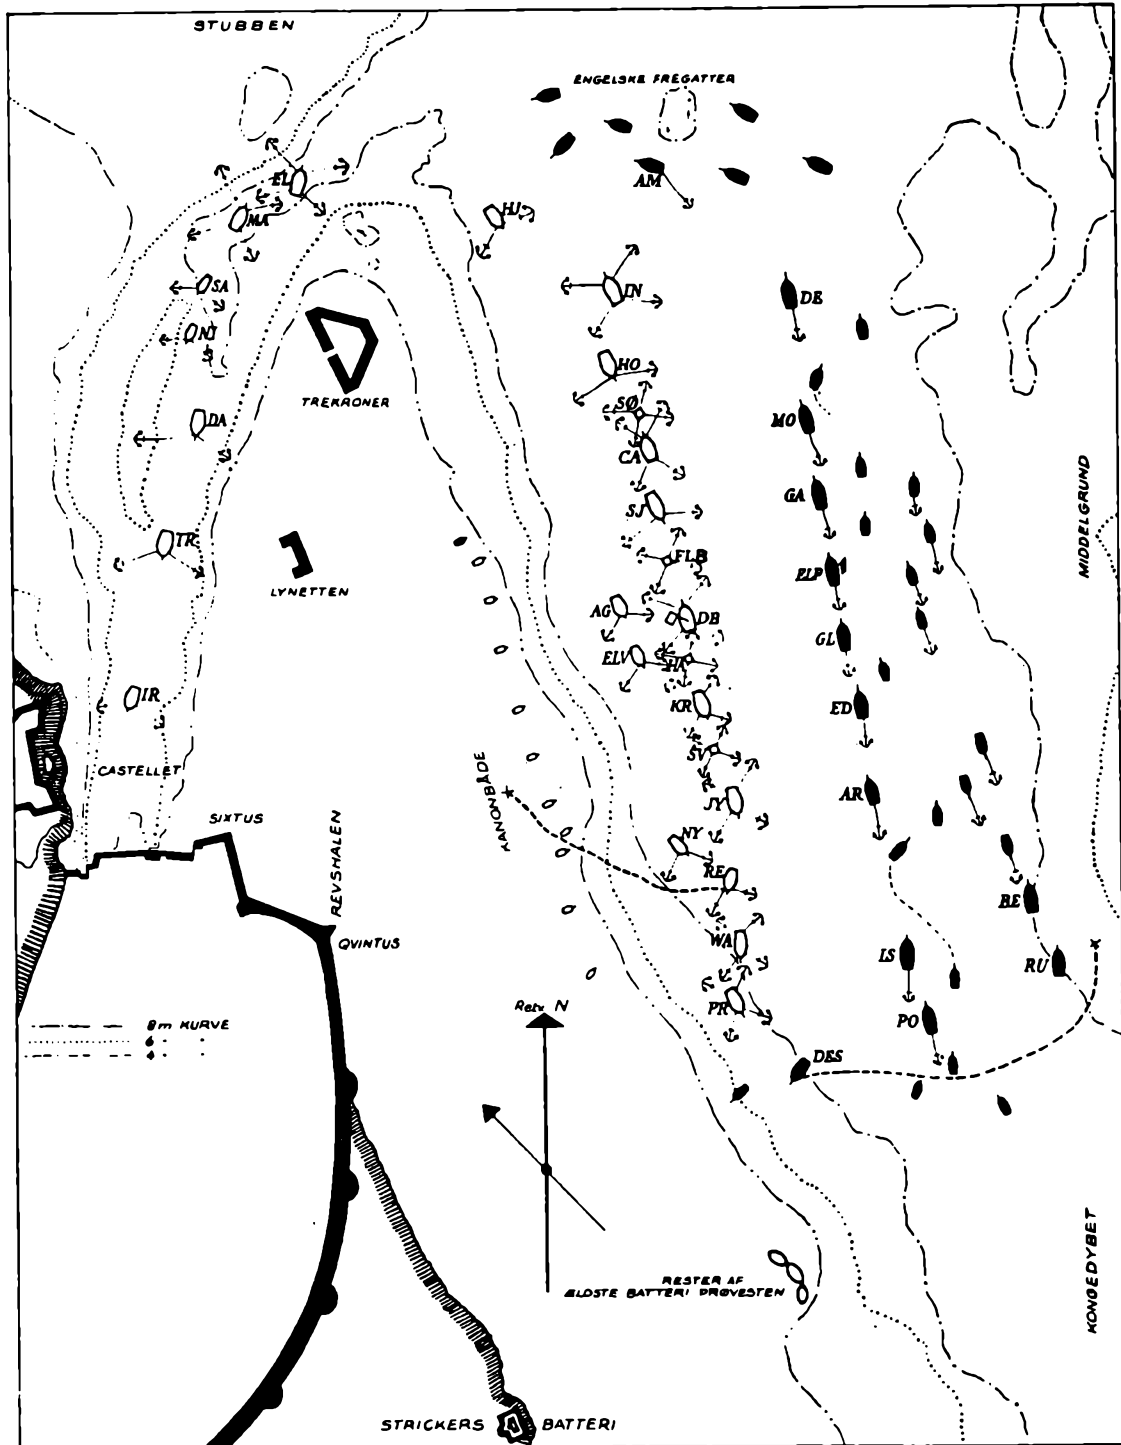 STUBBEN
ENGELSKE FREGATTER
AM
EL
MA
HJ
SA
IN
DE
NI
HO
TREKRONER
SØ
MO
DA
CA
MIDDELGRUND
GA
SJ
TR
FLB
ELP
LYNETTEN
AG
DB
GL
ELV
HA
IR
KR
ED
SV
CASTELLET
KANONBÅDE
JY
AR
SIXTUS
NY
REVSHALEN
RE
BE
QVINTUS
WA
LS
RU
PR
Retv. N
PO
8m KURVE
6 " "
4 " "
DES
KONGEDYBET
RESTER AF
ÆLDSTE BATTERI PRØVESTEN
STRICKERS BATTERI